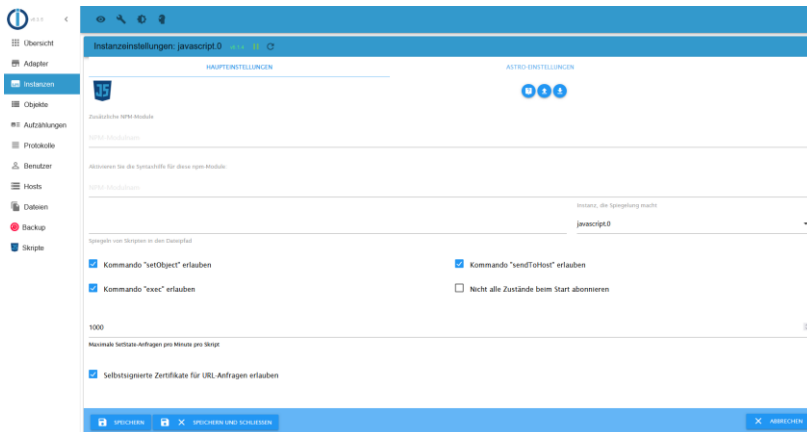 Übersicht
Adapter
Instanzen
Objekte
Aufzählungen
Protokolle
Benutzer
Hosts
Dateien
Backup
Skripte
Instanzeinstellungen: javascript.0
HAUPTEINSTELLUNGEN
ASTRO-EINSTELLUNGEN
JS
Zusätzliche NPM-Module
Aktivieren Sie die Syntaxhilfe für diese npm-Module:
Instanz, die Spiegelung macht
javascript.0
Spiegeln von Skripten in den Dateipfad
Kommando "setObject" erlauben
Kommando "sendToHost" erlauben
Kommando "exec" erlauben
Nicht alle Zustände beim Start abonnieren
1000
Maximale SetState-Anfragen pro Minute pro Skript
Selbstsignierte Zertifikate für URL-Anfragen erlauben
SPEICHERN
SPEICHERN UND SCHLIESSEN
ABBRECHEN